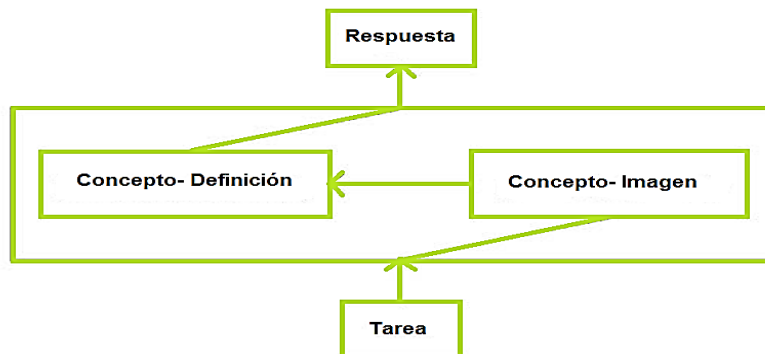 Respuesta
Concepto- Definición
Concepto- Imagen
Tarea